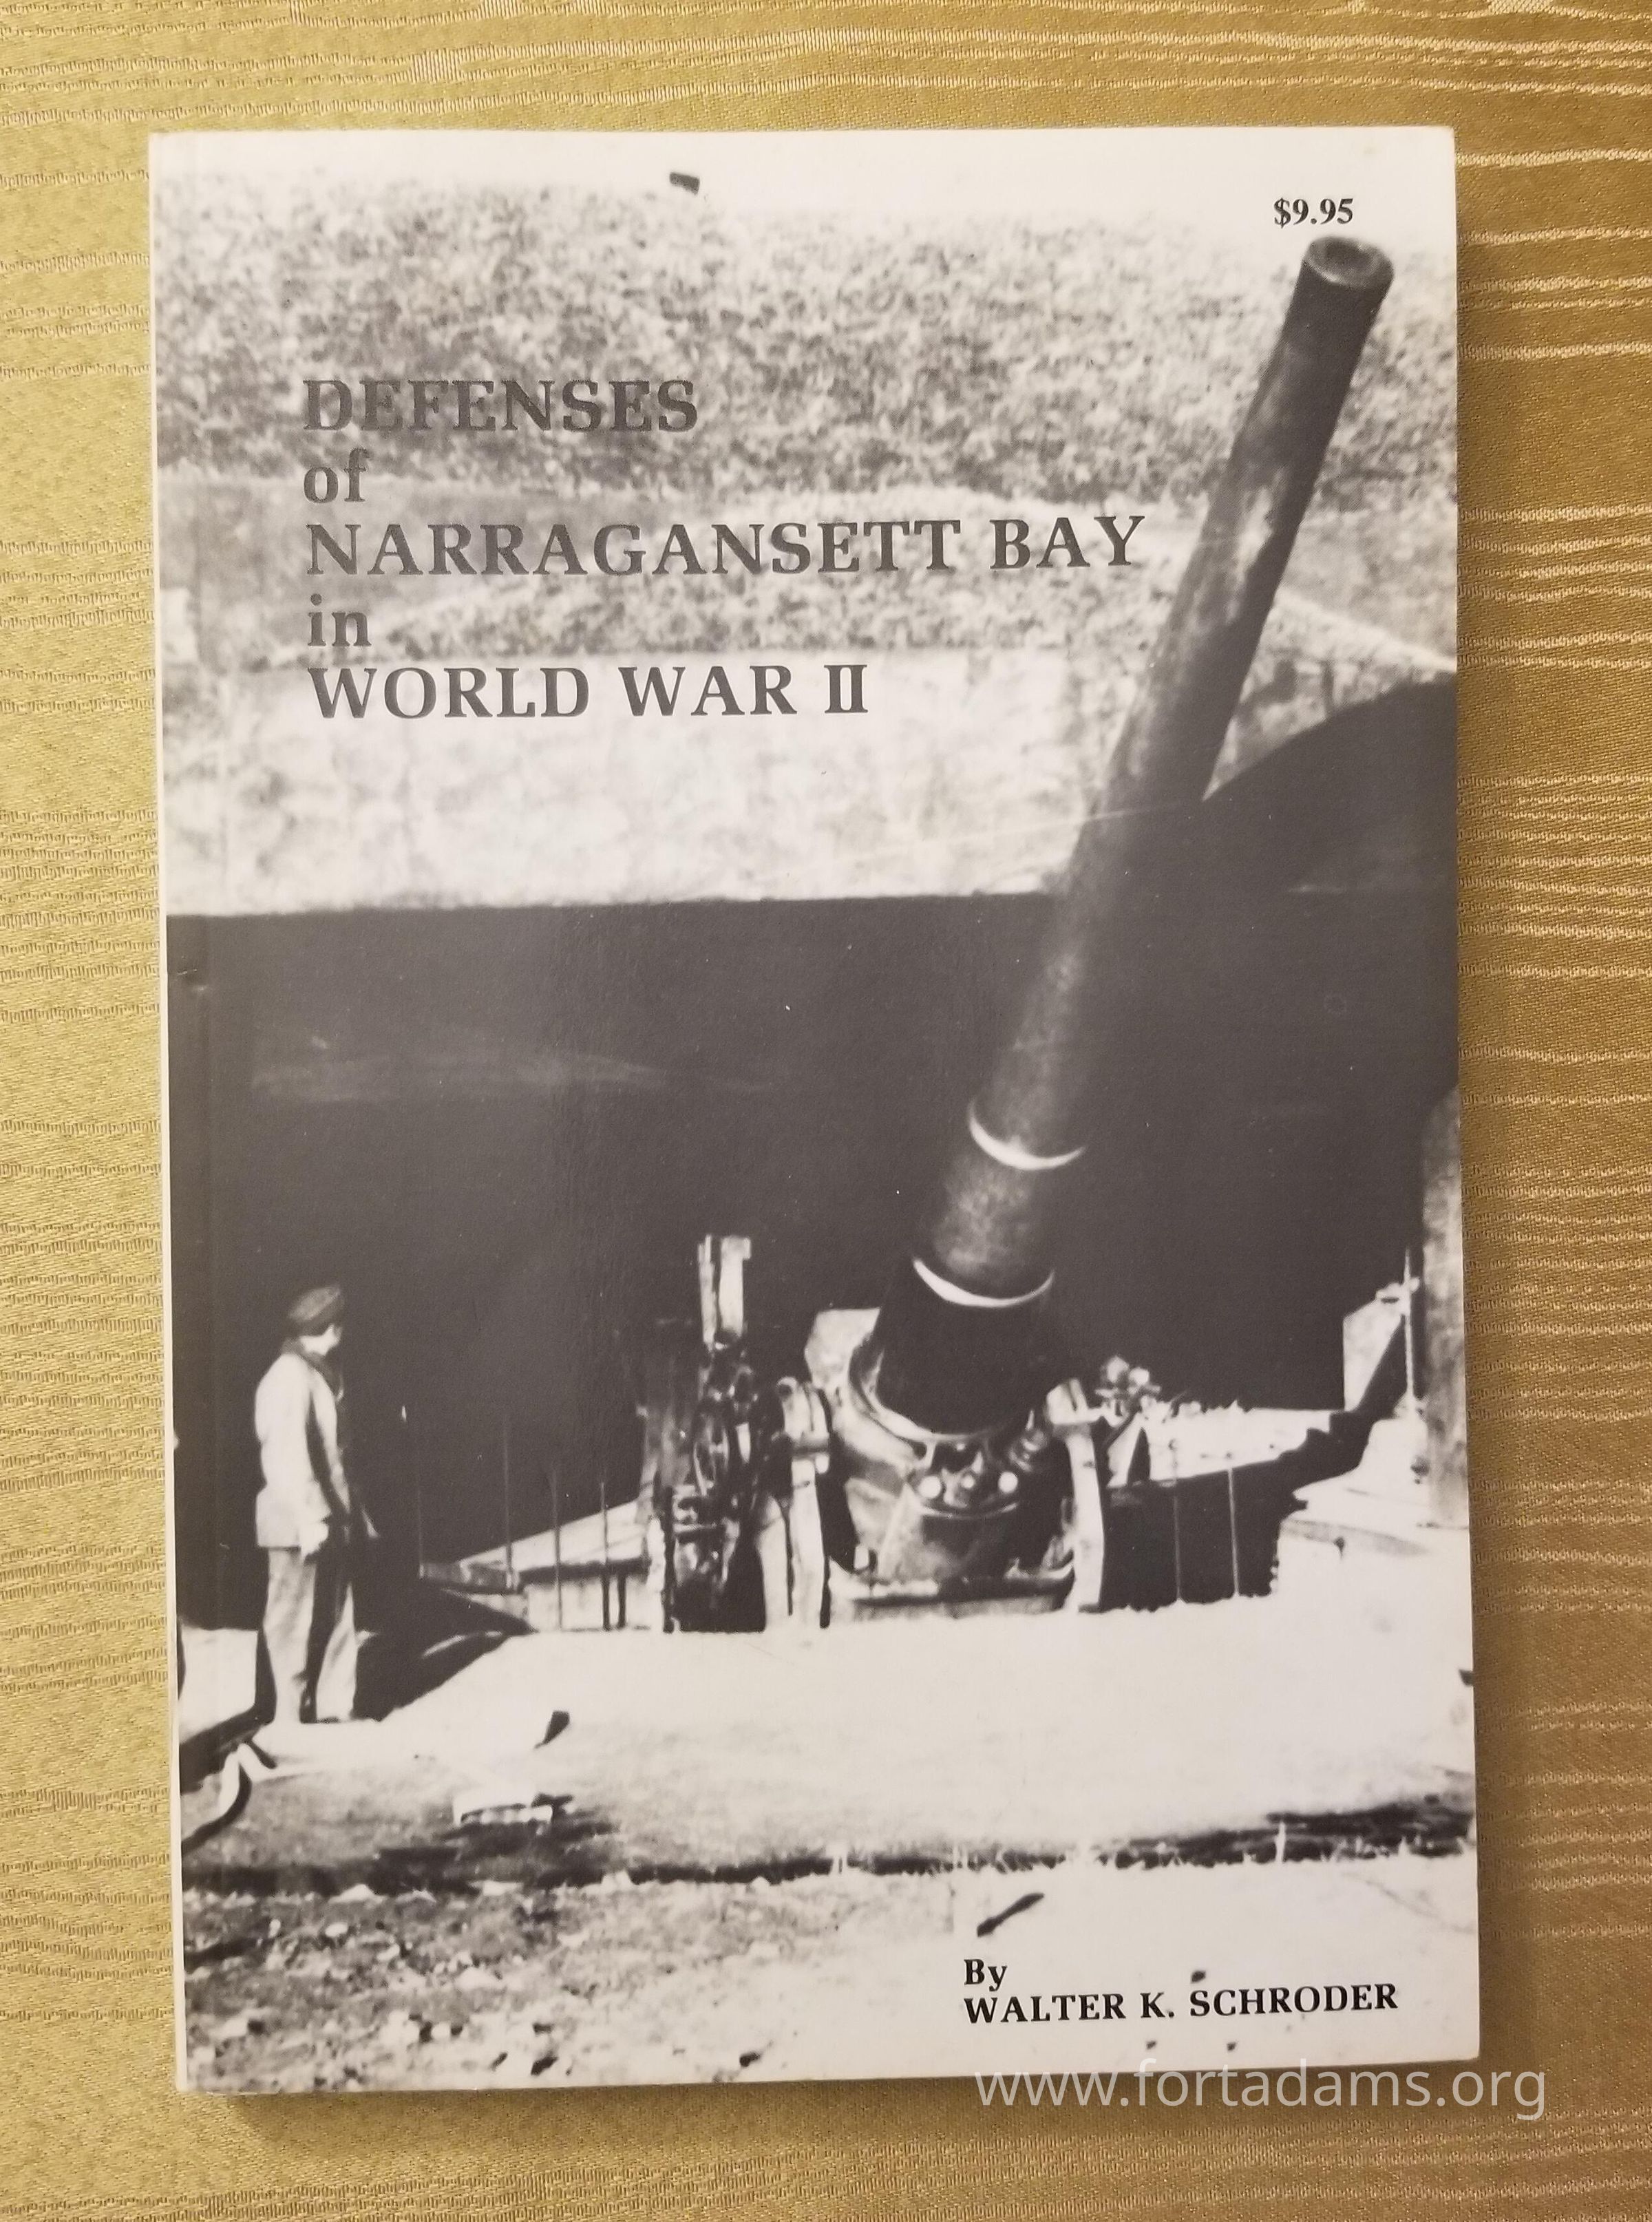 $9.95
DEFENSES
of
NARRAGANSETT BAY
in
WORLD WAR II
By
WALTER K. SCHRODER
www.fortadams.org